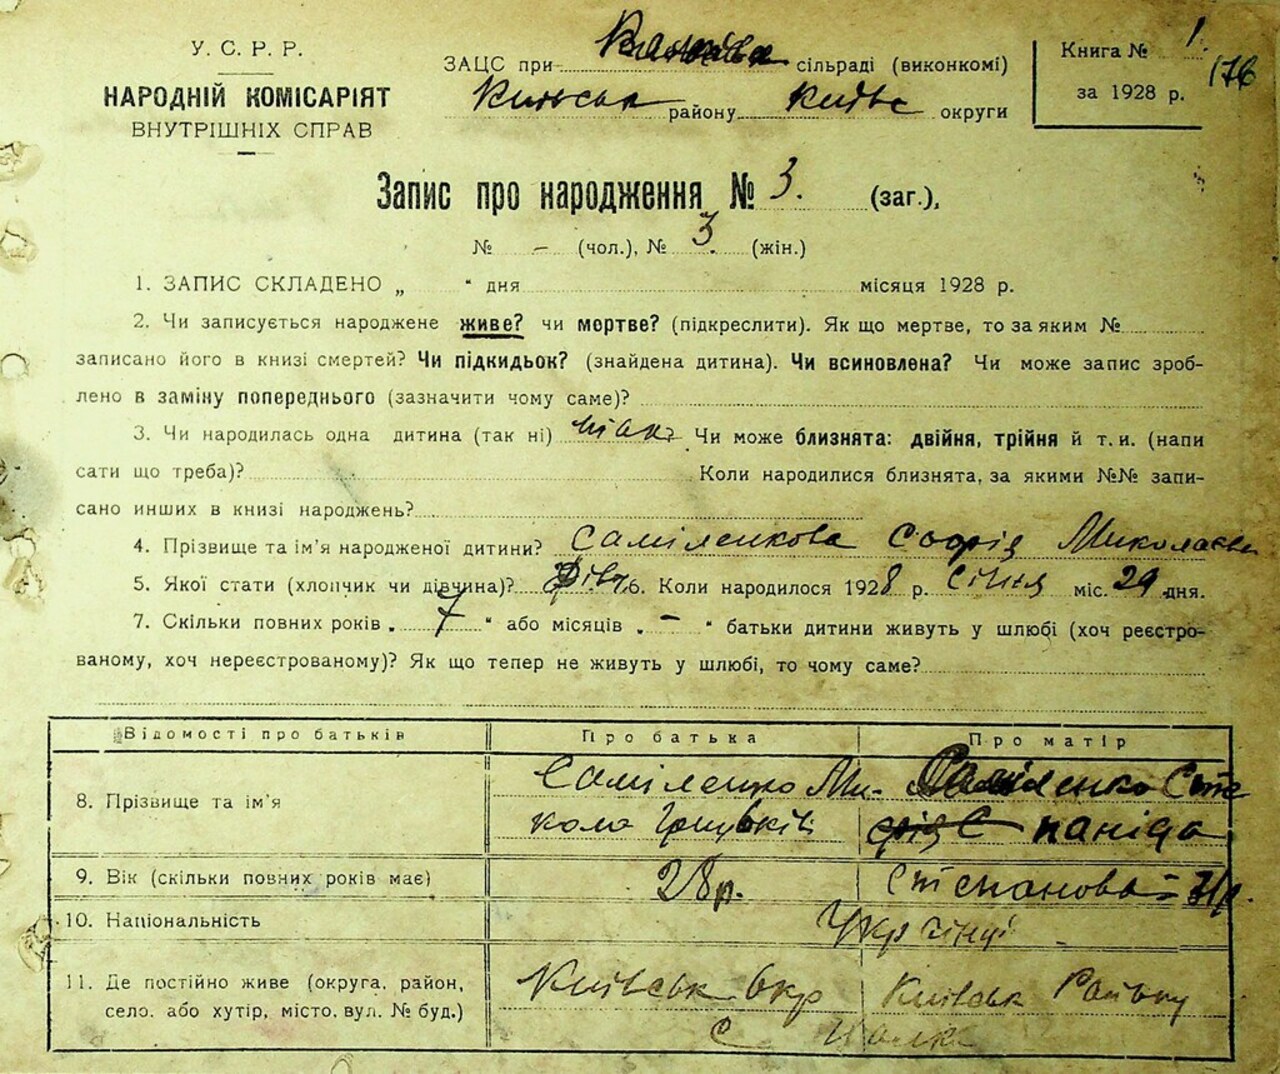 У. С. Р. Р.
НАРОДНІЙ КОМІСАРІЯТ
ВНУТРІШНІХ СПРАВ
ЗАЦС при сільраді (виконкомі)
Київськ району Київс округи
Книга № 1.
за 1928 р.
176
Запис про народження № 3. (заг.),
№ – (чол.), № 3. (жін.)
1. ЗАПИС СКЛАДЕНО „ " дня місяця 1928 р.
2. Чи записується народжене живе? чи мертве? (підкреслити). Як що мертве, то за яким №
записано його в книзі смертей? Чи підкидьок? (знайдена дитина). Чи всиновлена? Чи може запис зроб-
лено в заміну попереднього (зазначити чому саме)?
3. Чи народилась одна дитина (так ні) так Чи може близнята: двійня, трійня й т. и. (напи
сати що треба)? Коли народилися близнята, за якими №№ запи-
сано инших в книзі народжень?
4. Прізвище та ім'я народженої дитини? Саміленкова Софія Миколаєва
5. Якої стати (хлопчик чи дівчина)? дівч. 6. Коли народилося 1928 р. січня міс. 29 дня.
7. Скільки повних років „ 7 " або місяців „ – " батьки дитини живуть у шлюбі (хоч реєстро-
ваному, хоч нереєстрованому)? Як що тепер не живуть у шлюбі, то чому саме?
Відомості про батьків Про батька Про матір
8. Прізвище та ім'я Саміленко Ми- Саміленко Сте
кола паніда
9. Вік (скільки повних років має) 28 р. Степанова
10. Національність Українці
11. Де постійно живе (округа, район, Київськ Окр Київськ Району
село, або хутір, місто, вул. № буд.) с.